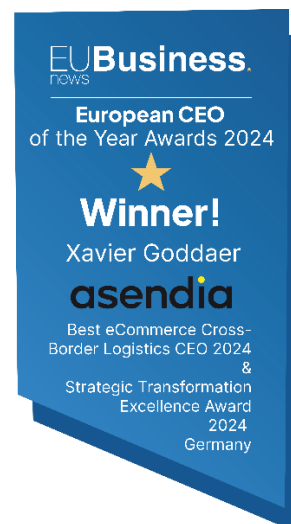 EUBusiness.
news
European CEO
of the Year Awards 2024
Winner!
Xavier Goddaer
asendia
Best eCommerce Cross-
Border Logistics CEO 2024
&
Strategic Transformation
Excellence Award
2024
Germany